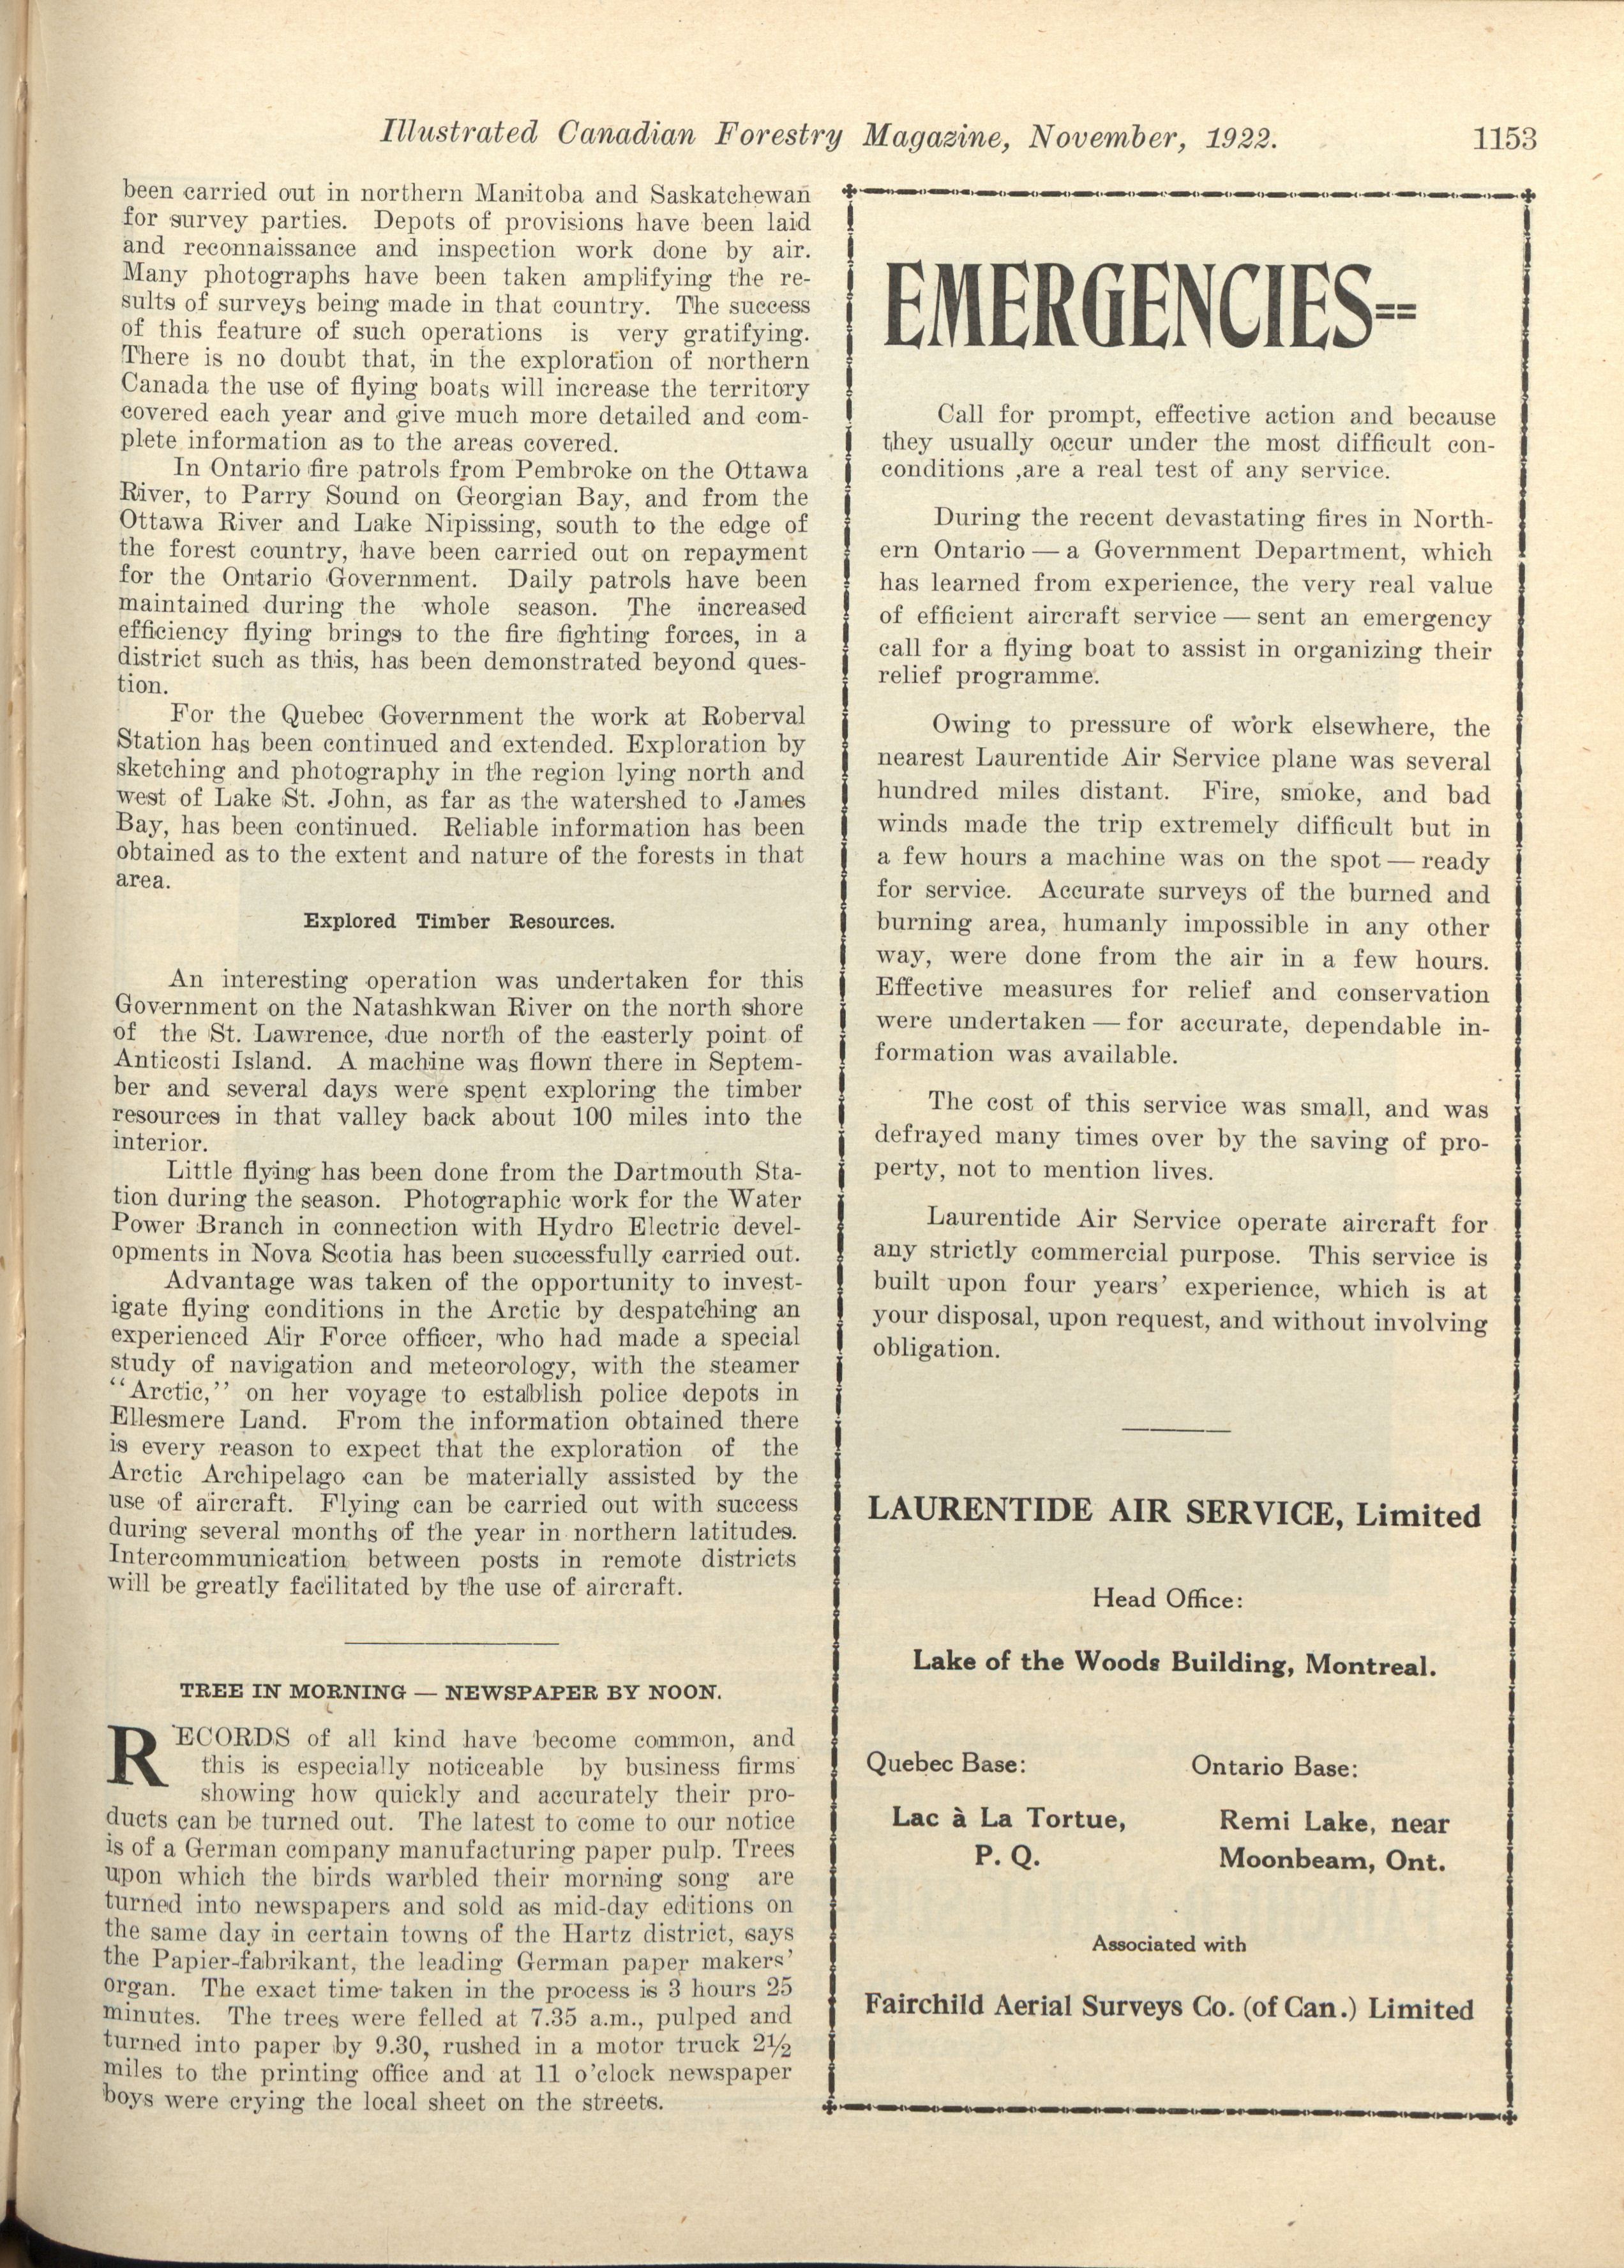 Illustrated Canadian Forestry Magazine, November, 1922. 1153
been carried out in northern Manitoba and Saskatchewan
for survey parties. Depots of provisions have been laid
and reconnaissance and inspection work done by air.
Many photographs have been taken amplifying the re-
sults of surveys being made in that country. The success
of this feature of such operations is very gratifying.
There is no doubt that, in the exploration of northern
Canada the use of flying boats will increase the territory
covered each year and give much more detailed and com-
plete information as to the areas covered.
In Ontario fire patrols from Pembroke on the Ottawa
River, to Parry Sound on Georgian Bay, and from the
Ottawa River and Lake Nipissing, south to the edge of
the forest country, have been carried out on repayment
for the Ontario Government. Daily patrols have been
maintained during the whole season. The increased
efficiency flying brings to the fire fighting forces, in a
district such as this, has been demonstrated beyond ques-
tion.
For the Quebec Government the work at Roberval
Station has been continued and extended. Exploration by
sketching and photography in the region lying north and
west of Lake St. John, as far as the watershed to James
Bay, has been continued. Reliable information has been
obtained as to the extent and nature of the forests in that
area.
Explored Timber Resources.
An interesting operation was undertaken for this
Government on the Natashkwan River on the north shore
of the St. Lawrence, due north of the easterly point of
Anticosti Island. A machine was flown there in Septem-
ber and several days were spent exploring the timber
resources in that valley back about 100 miles into the
interior.
Little flying has been done from the Dartmouth Sta-
tion during the season. Photographic work for the Water
Power Branch in connection with Hydro Electric devel-
opments in Nova Scotia has been successfully carried out.
Advantage was taken of the opportunity to invest-
igate flying conditions in the Arctic by despatching an
experienced Air Force officer, who had made a special
study of navigation and meteorology, with the steamer
"Arctic," on her voyage to establish police depots in
Ellesmere Land. From the information obtained there
is every reason to expect that the exploration of the
Arctic Archipelago can be materially assisted by the
use of aircraft. Flying can be carried out with success
during several months of the year in northern latitudes.
Intercommunication between posts in remote districts
will be greatly facilitated by the use of aircraft.
TREE IN MORNING — NEWSPAPER BY NOON.
RECORDS of all kind have become common, and
this is especially noticeable by business firms
showing how quickly and accurately their pro-
ducts can be turned out. The latest to come to our notice
is of a German company manufacturing paper pulp. Trees
upon which the birds warbled their morning song are
turned into newspapers and sold as mid-day editions on
the same day in certain towns of the Hartz district, says
the Papier-fabrikant, the leading German paper makers'
organ. The exact time taken in the process is 3 hours 25
minutes. The trees were felled at 7.35 a.m., pulped and
turned into paper by 9.30, rushed in a motor truck 2½
miles to the printing office and at 11 o'clock newspaper
boys were crying the local sheet on the streets.
EMERGENCIES--
Call for prompt, effective action and because
they usually occur under the most difficult con-
conditions ,are a real test of any service.
During the recent devastating fires in North-
ern Ontario — a Government Department, which
has learned from experience, the very real value
of efficient aircraft service — sent an emergency
call for a flying boat to assist in organizing their
relief programme.
Owing to pressure of work elsewhere, the
nearest Laurentide Air Service plane was several
hundred miles distant. Fire, smoke, and bad
winds made the trip extremely difficult but in
a few hours a machine was on the spot — ready
for service. Accurate surveys of the burned and
burning area, humanly impossible in any other
way, were done from the air in a few hours.
Effective measures for relief and conservation
were undertaken — for accurate, dependable in-
formation was available.
The cost of this service was small, and was
defrayed many times over by the saving of pro-
perty, not to mention lives.
Laurentide Air Service operate aircraft for
any strictly commercial purpose. This service is
built upon four years' experience, which is at
your disposal, upon request, and without involving
obligation.
LAURENTIDE AIR SERVICE, Limited
Head Office:
Lake of the Woods Building, Montreal.
Quebec Base:
Lac à La Tortue,
P. Q.
Ontario Base:
Remi Lake, near
Moonbeam, Ont.
Associated with
Fairchild Aerial Surveys Co. (of Can.) Limited